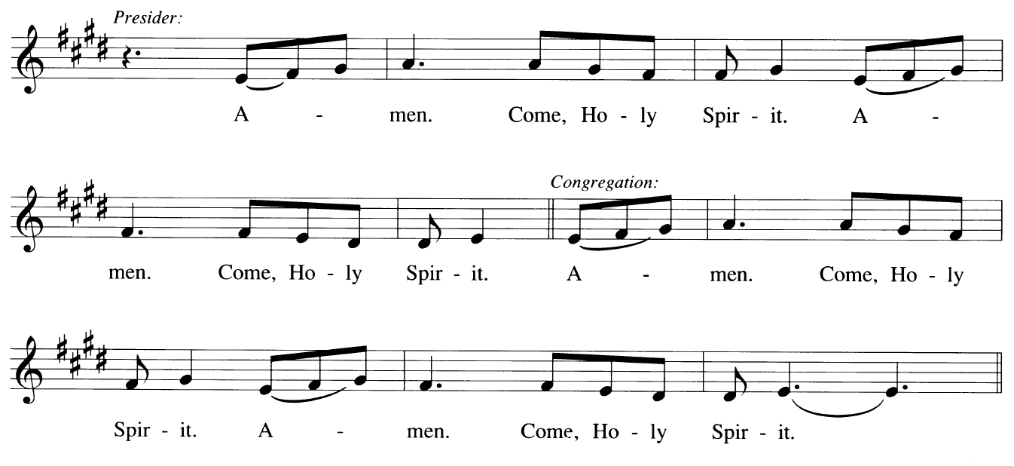 Presider:
A - men. Come, Ho - ly Spir - it. A -
Congregation:
men. Come, Ho - ly Spir - it. A - men. Come, Ho - ly
Spir - it. A - men. Come, Ho - ly Spir - it.